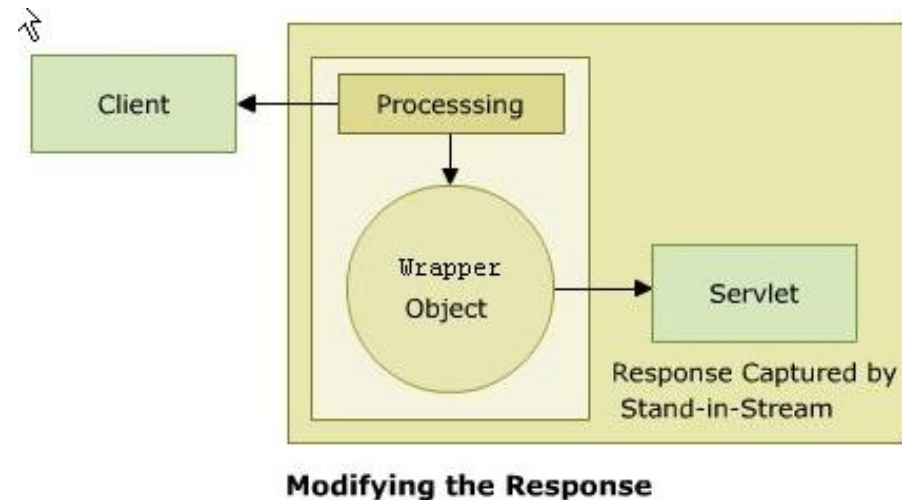 Client
Processsing
Wrapper
Object
Servlet
Response Captured by
Stand-in-Stream
Modifying the Response